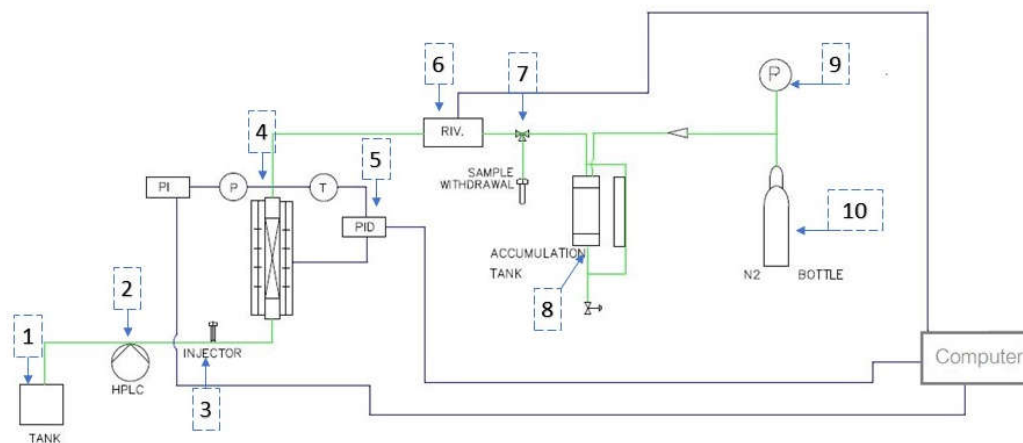 6
7
9
4
RIV.
P
5
SAMPLE
WITHDRAWAL
PI
P
T
PID
10
2
ACCUMULATION
TANK
N2 BOTTLE
8
1
INJECTOR
HPLC
3
Computer
TANK